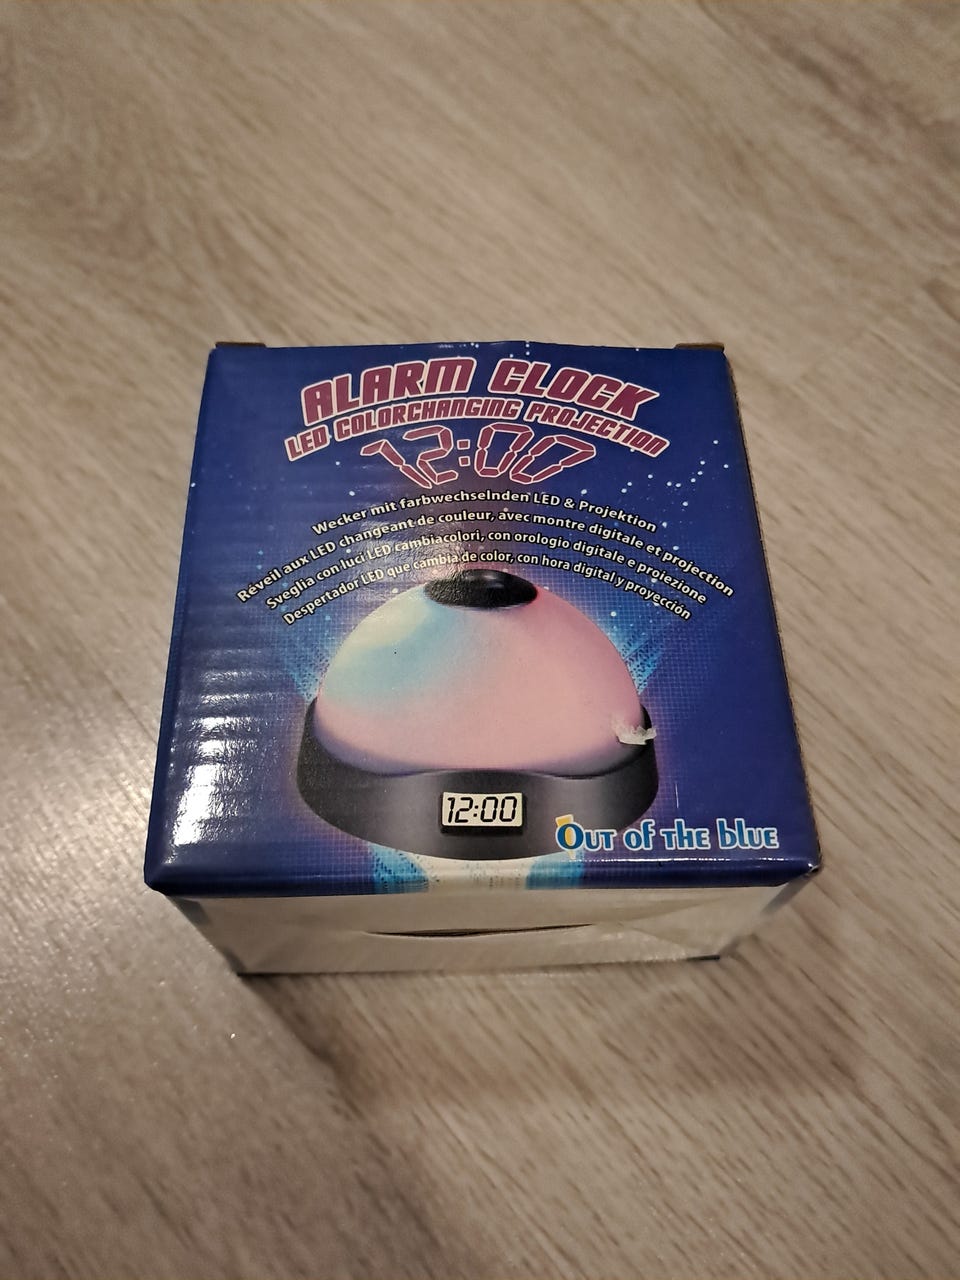 ALARM CLOCK
LED COLORCHANGING PROJECTION
12:00
Wecker mit farbwechselnden LED & Projektion
Réveil aux LED changeant de couleur, avec montre digitale et projection
Sveglia con luci LED cambiacolori, con orologio digitale e proiezione
Despertador LED que cambia de color, con hora digital y proyección
12:00
OUT OF THE blUE